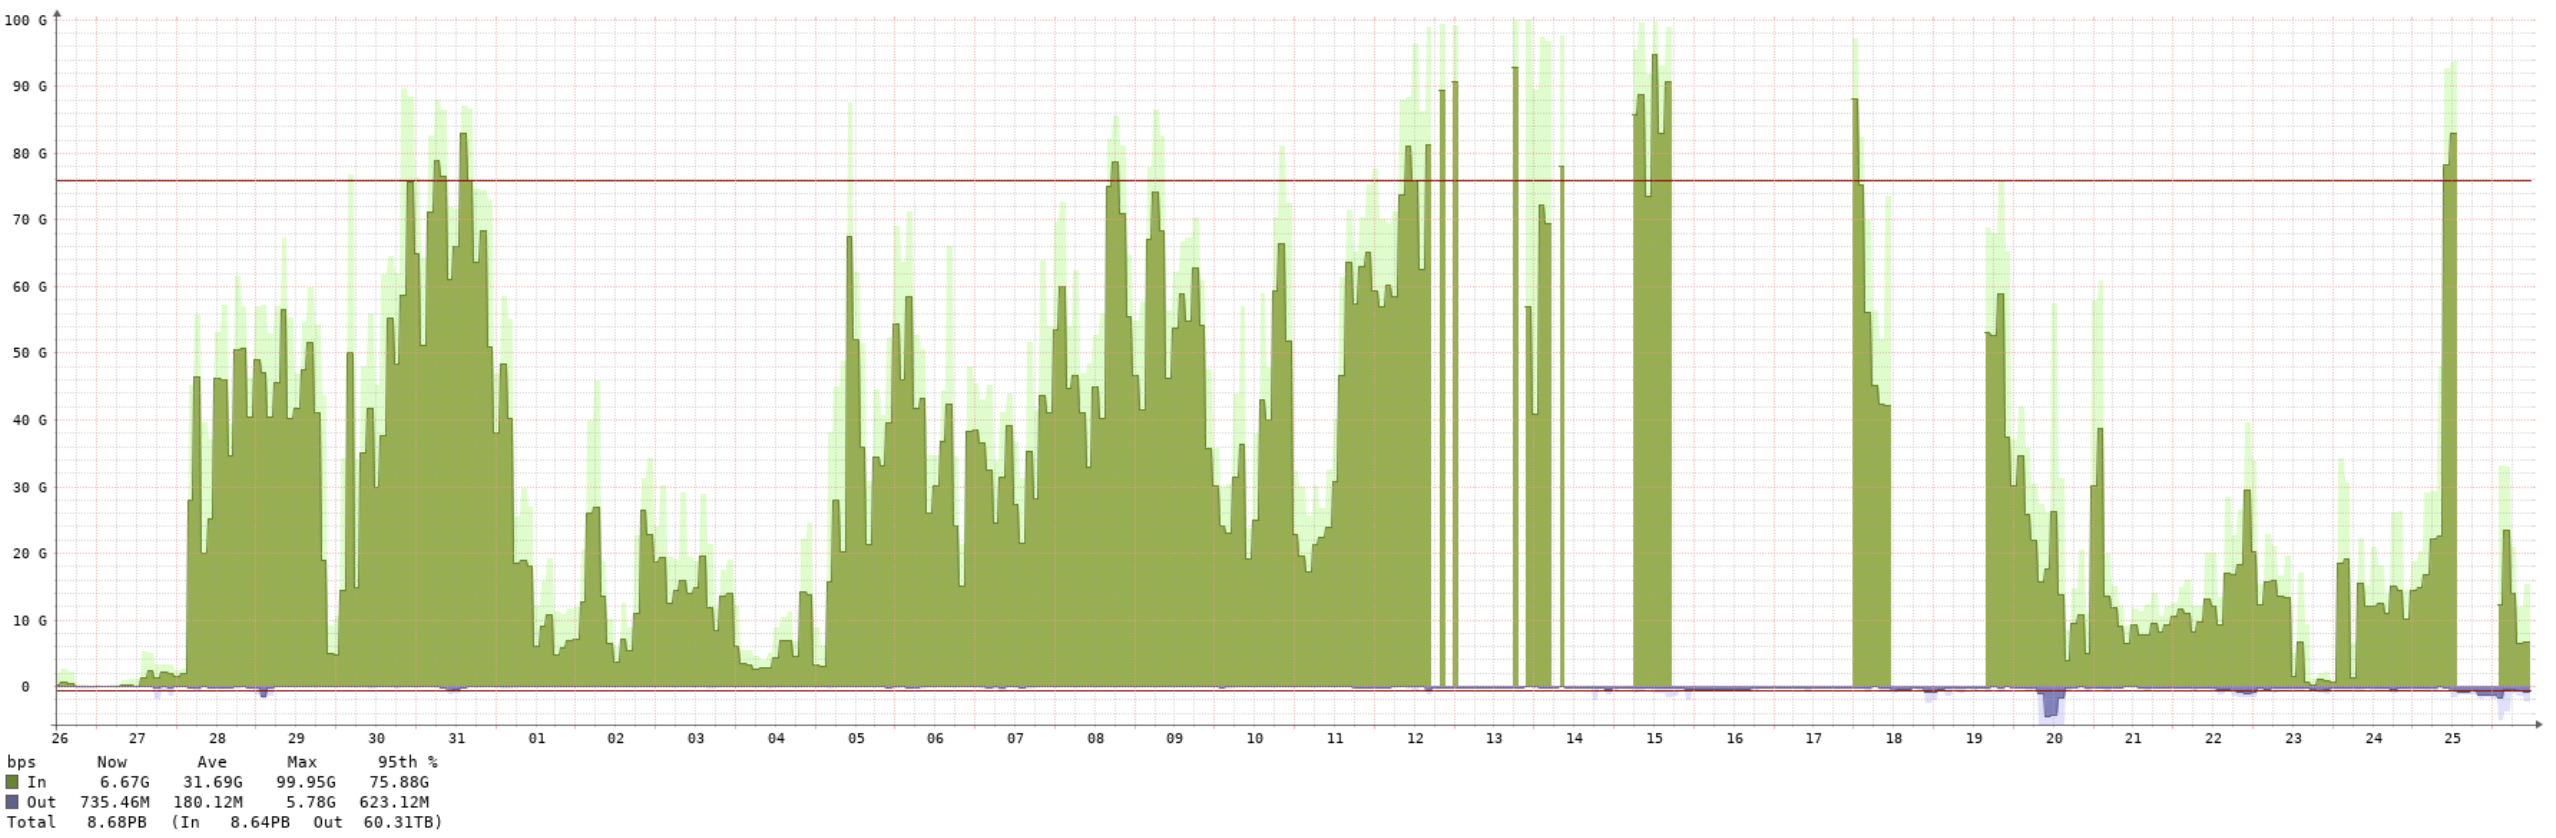 100 G
90 G
80 G
70 G
60 G
50 G
40 G
30 G
20 G
10 G
0
26 27 28 29 30 31 01 02 03 04 05 06 07 08 09 10 11 12 13 14 15 16 17 18 19 20 21 22 23 24 25
bps Now Ave Max 95th %
In 6.67G 31.69G 99.95G 75.88G
Out 735.46M 180.12M 5.78G 623.12M
Total 8.68PB (In 8.64PB Out 60.31TB)